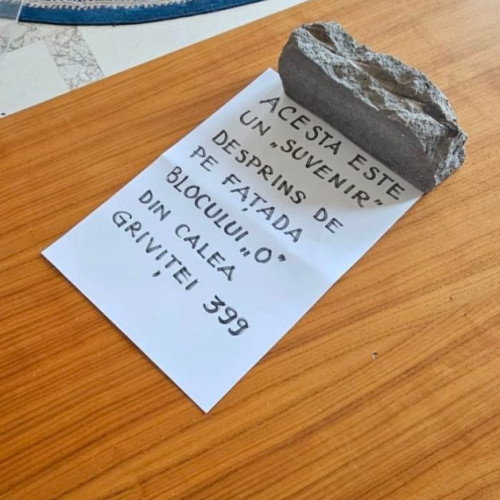 ACESTA ESTE
UN „SUVENIR”
DESPRINS DE
PE FAȚADA
BLOCULUI „O”
DIN CALEA
GRIVIȚEI 399